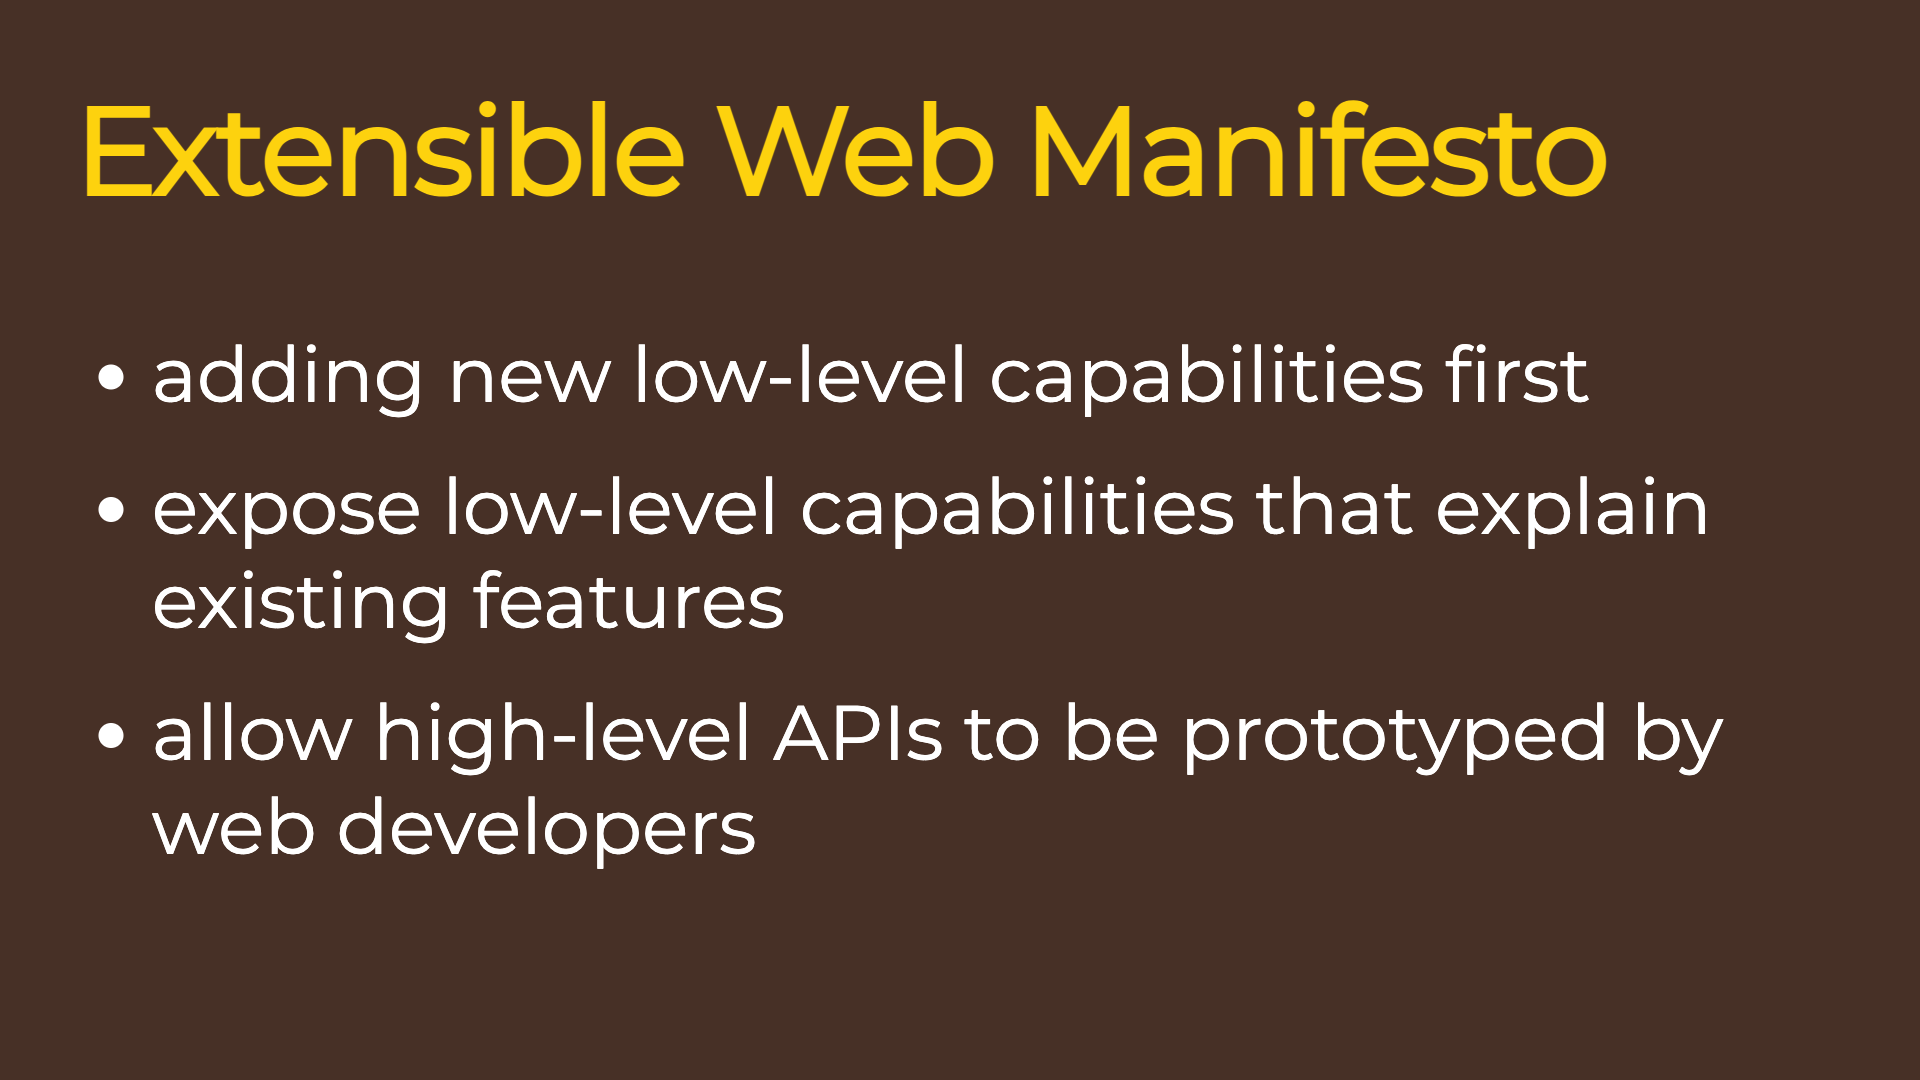 Extensible Web Manifesto
• adding new low-level capabilities first
• expose low-level capabilities that explain
existing features
• allow high-level APIs to be prototyped by
web developers